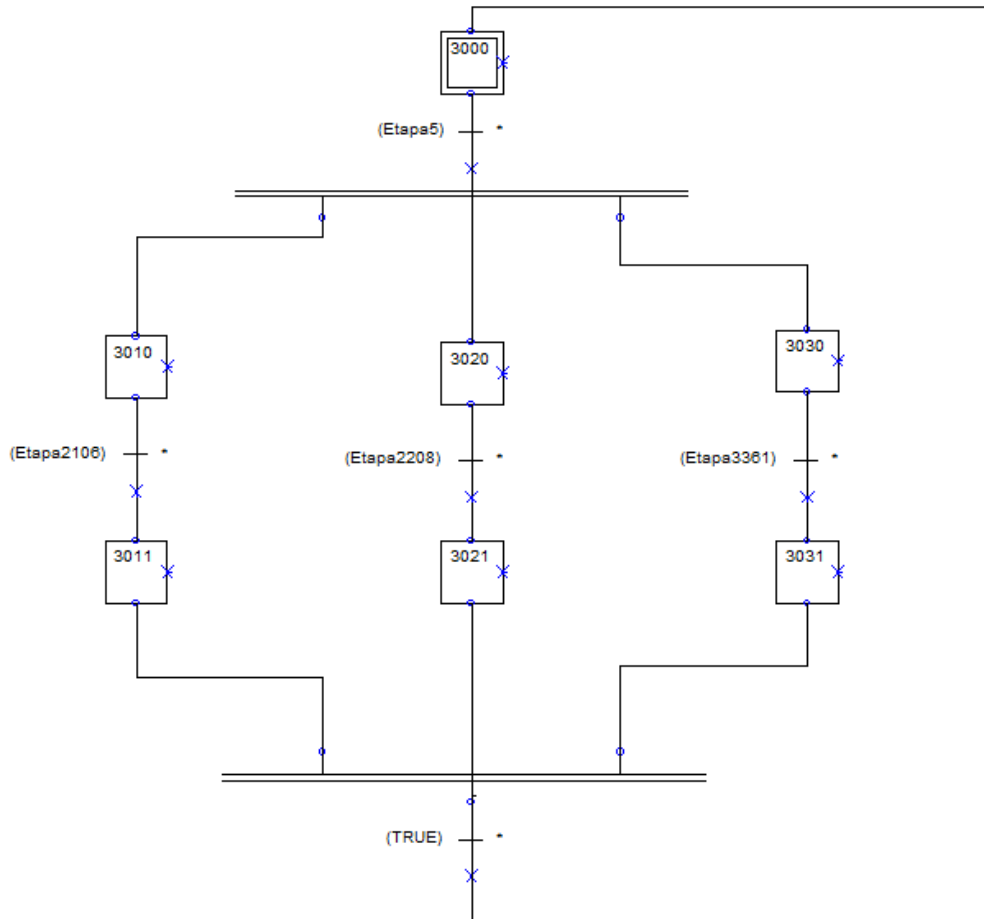 3000
(Etapa5) *
3010
3020
3030
(Etapa2106) *
(Etapa2208) *
(Etapa3361) *
3011
3021
3031
(TRUE) *